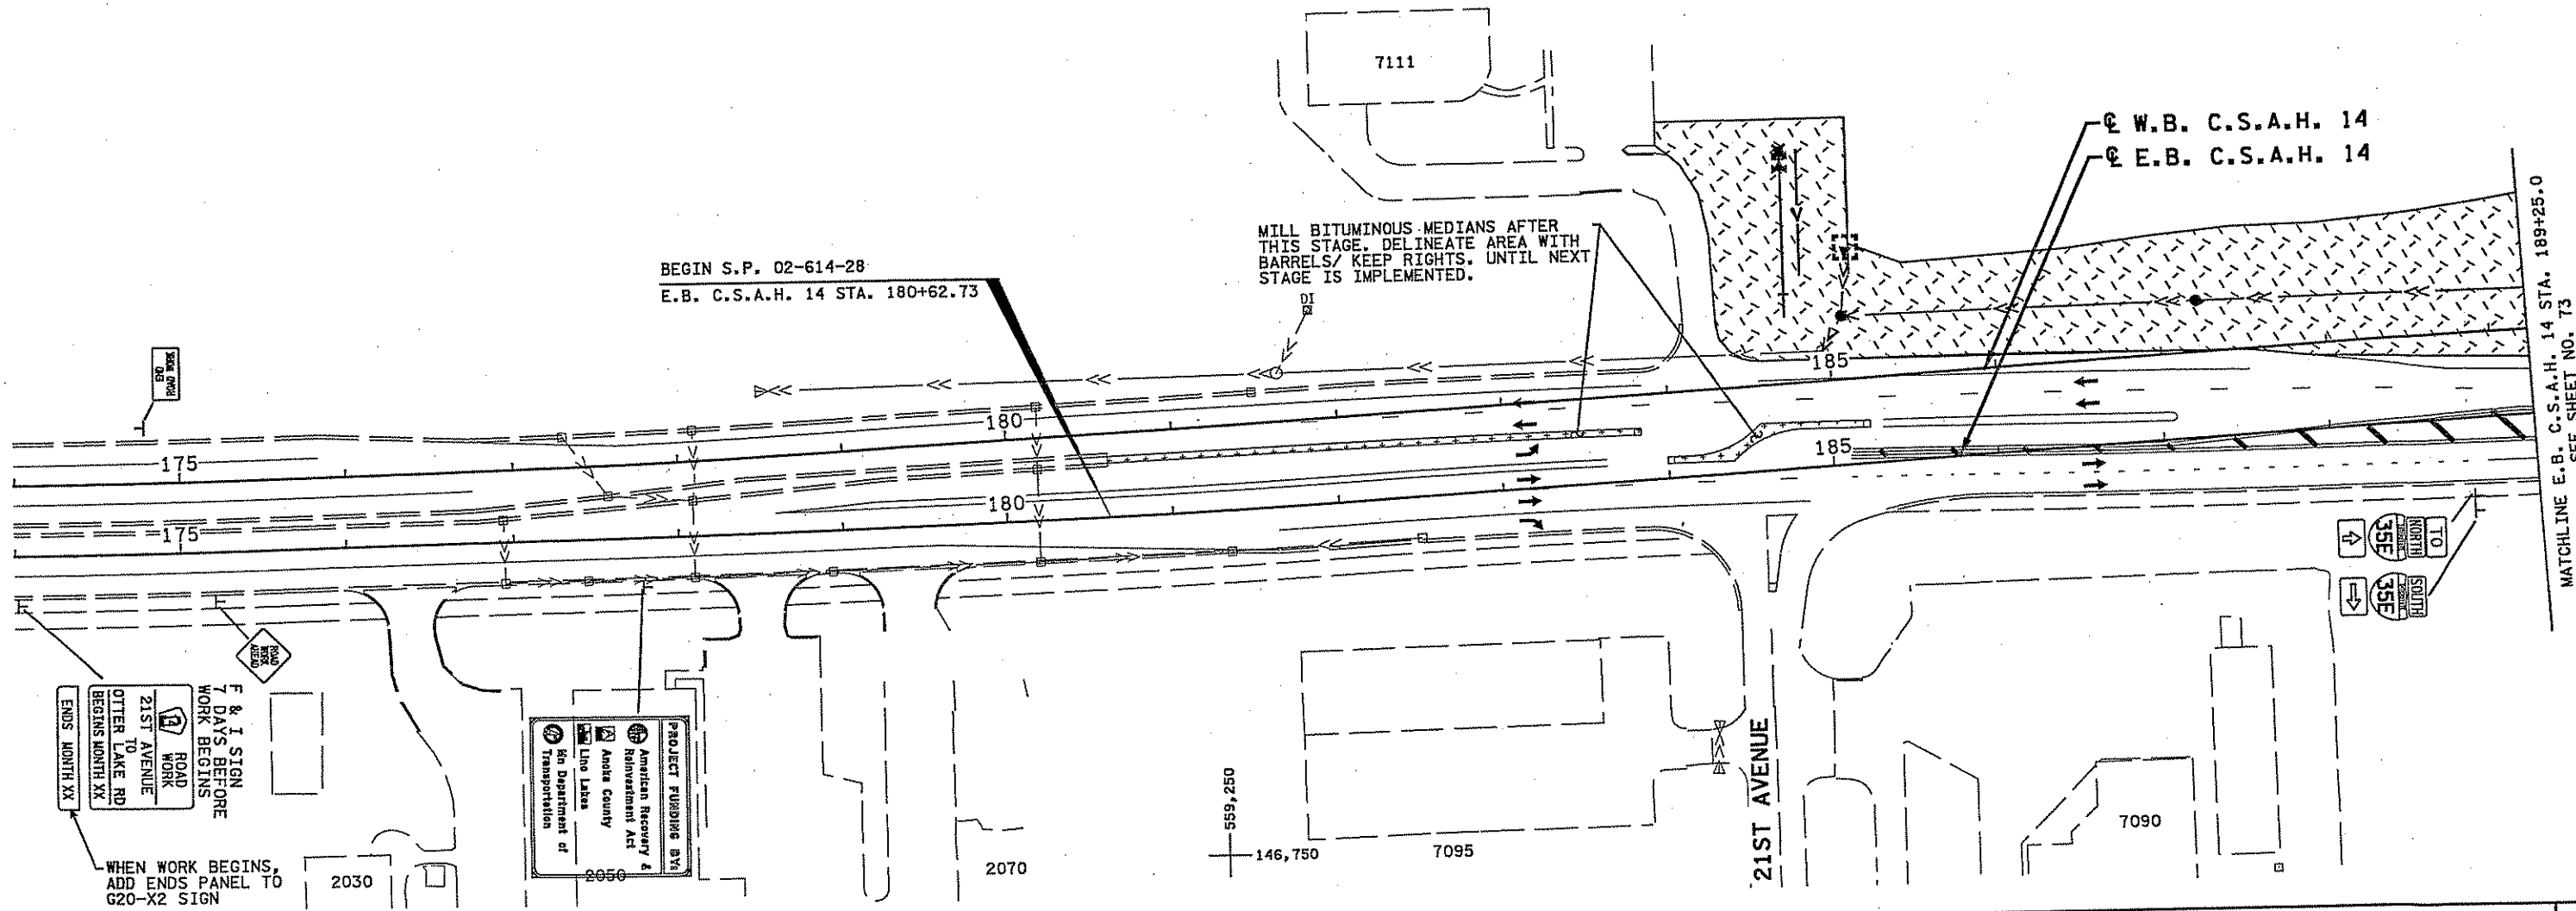 7111
℄ W.B. C.S.A.H. 14
℄ E.B. C.S.A.H. 14
MILL BITUMINOUS MEDIANS AFTER
THIS STAGE. DELINEATE AREA WITH
BARRELS/ KEEP RIGHTS. UNTIL NEXT
STAGE IS IMPLEMENTED.
BEGIN S.P. 02-614-28
E.B. C.S.A.H. 14 STA. 180+62.73
DI
END
ROAD WORK
175
180
185
175
180
185
MATCHLINE E.B. C.S.A.H. 14 STA. 189+25.0
SEE SHEET NO. 73
TO
NORTH
35E
SOUTH
35E
ROAD
WORK
AHEAD
F & I SIGN
7 DAYS BEFORE
WORK BEGINS
ROAD
WORK
21ST AVENUE
TO
OTTER LAKE RD
BEGINS MONTH XX
ENDS MONTH XX
WHEN WORK BEGINS,
ADD ENDS PANEL TO
G20-X2 SIGN
PROJECT FUNDING BY:
American Recovery &
Reinvestment Act
Anoka County
Lino Lakes
Mn Department of
Transportation
2030
2050
2070
559,250
146,750
7095
21ST AVENUE
7090